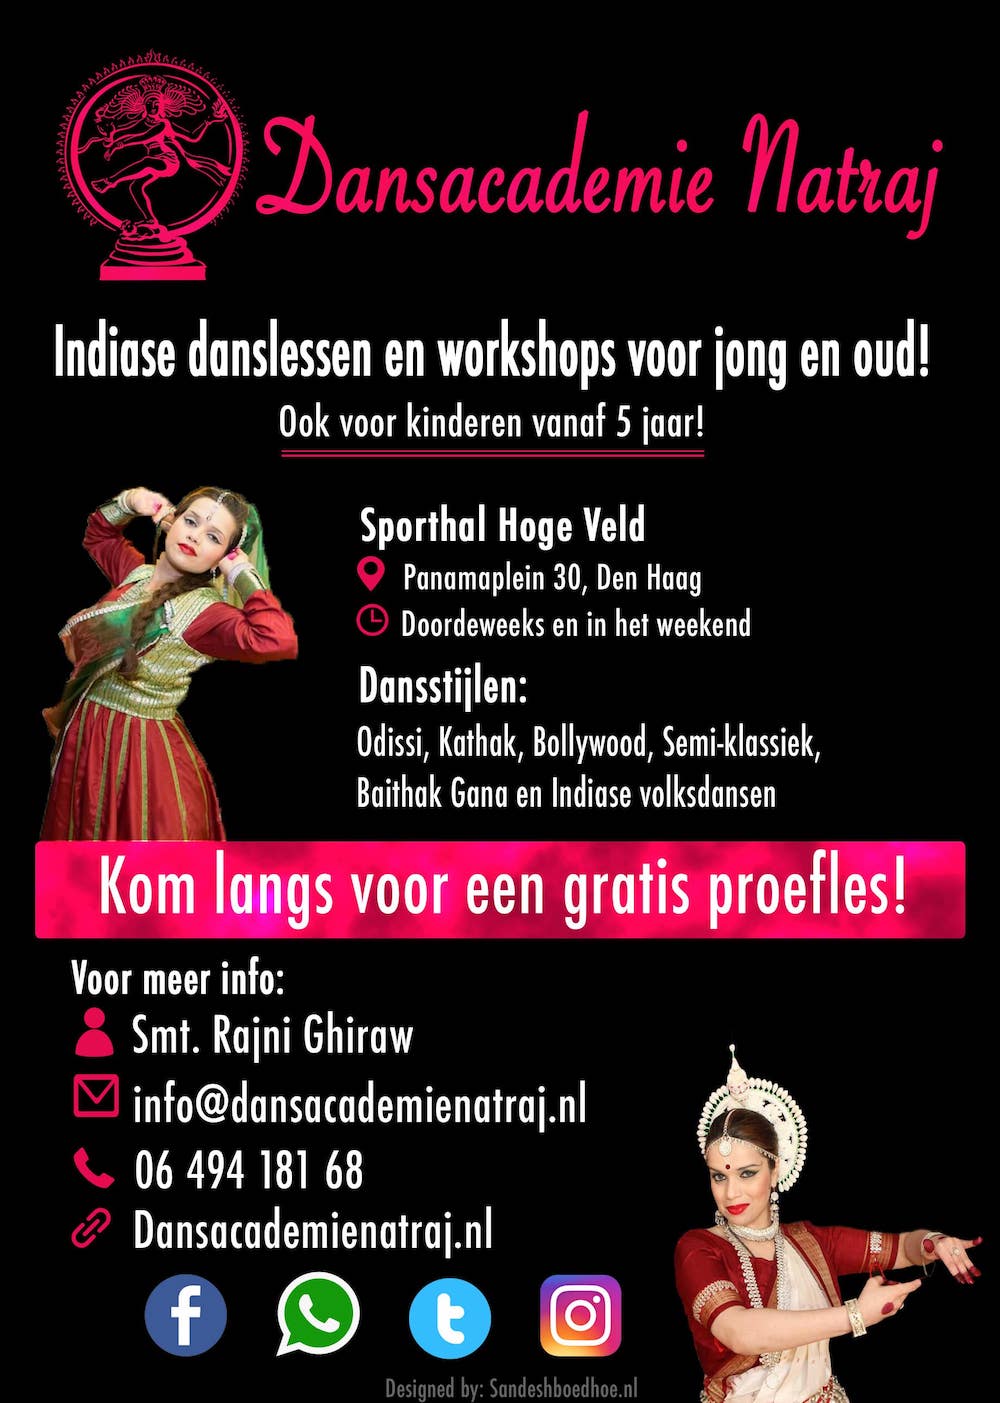 Dansacademie Natraj
Indiase danslessen en workshops voor jong en oud!
Ook voor kinderen vanaf 5 jaar!
Sporthal Hoge Veld
Panamaplein 30, Den Haag
Doordeweeks en in het weekend
Dansstijlen:
Odissi, Kathak, Bollywood, Semi-klassiek,
Baithak Gana en Indiase volksdansen
Kom langs voor een gratis proefles!
Voor meer info:
Smt. Rajni Ghiraw
info@dansacademienatraj.nl
06 494 181 68
Dansacademienatraj.nl
Designed by: Sandeshboedhoe.nl